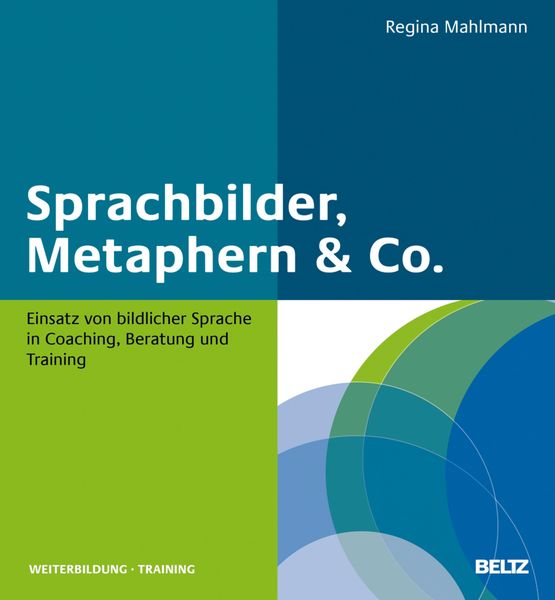 Regina Mahlmann
Sprachbilder,
Metaphern & Co.
Einsatz von bildlicher Sprache
in Coaching, Beratung und
Training
WEITERBILDUNG · TRAINING
BELTZ